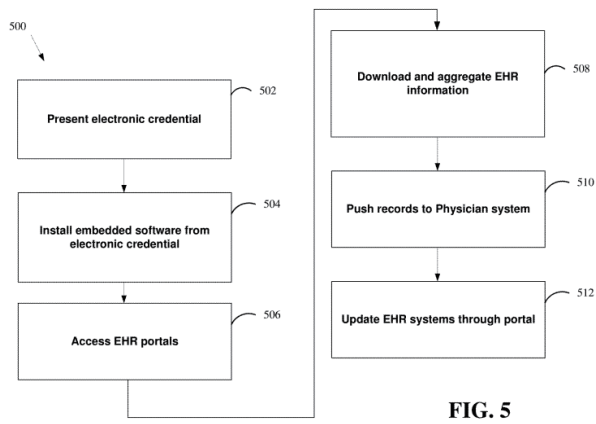 500
Present electronic credential
502
Install embedded software from
electronic credential
504
Access EHR portals
506
Download and aggregate EHR
information
508
Push records to Physician system
510
Update EHR systems through portal
512
FIG. 5